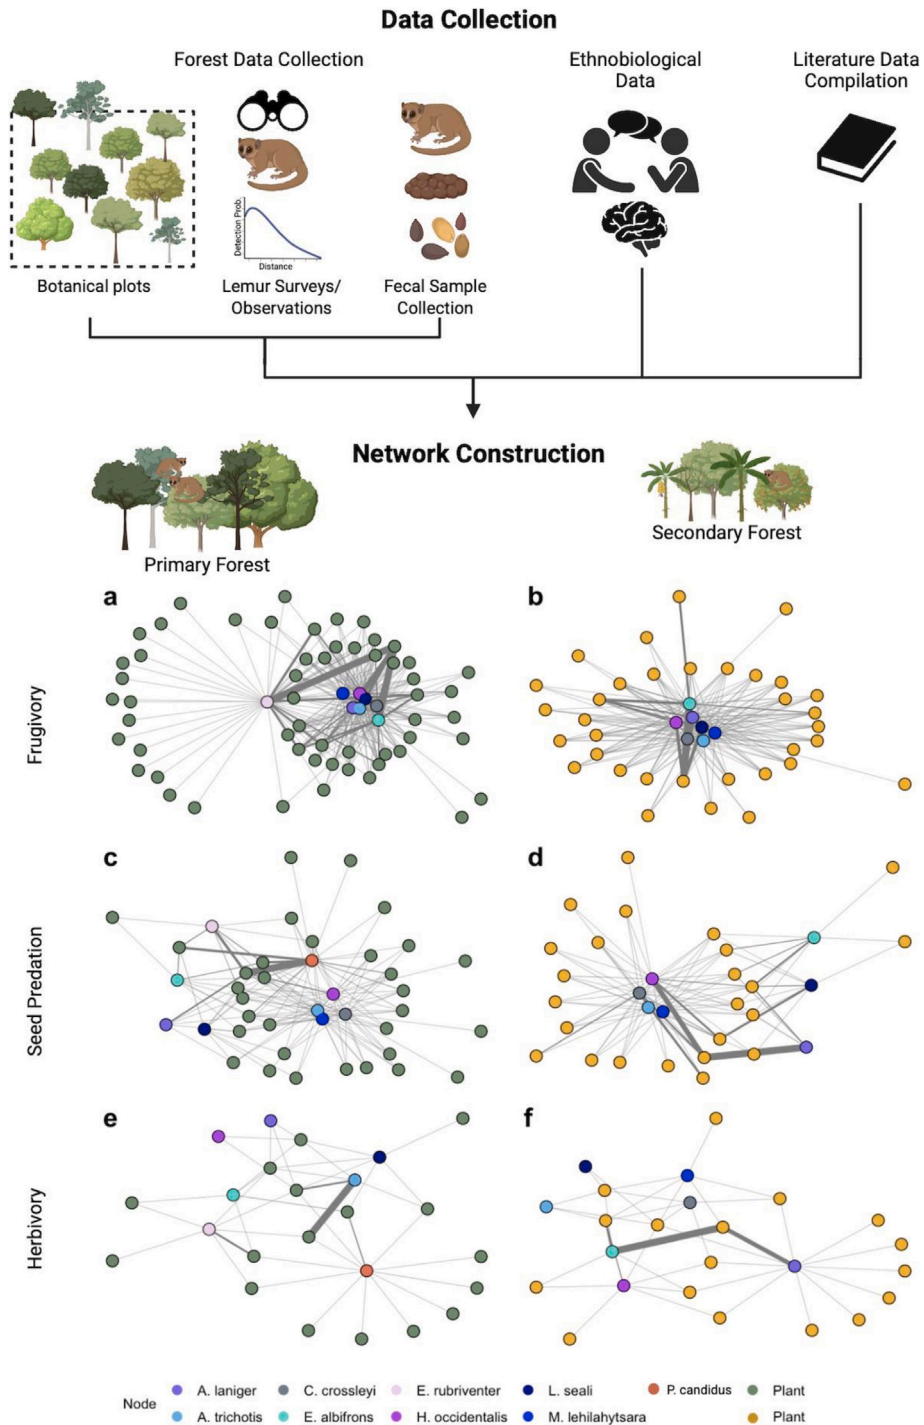 Data Collection
Forest Data Collection
Ethnobiological
Data
Literature Data
Compilation
Detection Prob.
Distance
Botanical plots
Lemur Surveys/
Observations
Fecal Sample
Collection
Network Construction
Primary Forest
Secondary Forest
a
b
Frugivory
c
d
Seed Predation
e
f
Herbivory
Node
A. laniger
C. crossleyi
E. rubriventer
L. seali
P. candidus
Plant
A. trichotis
E. albifrons
H. occidentalis
M. lehilahytsara
Plant